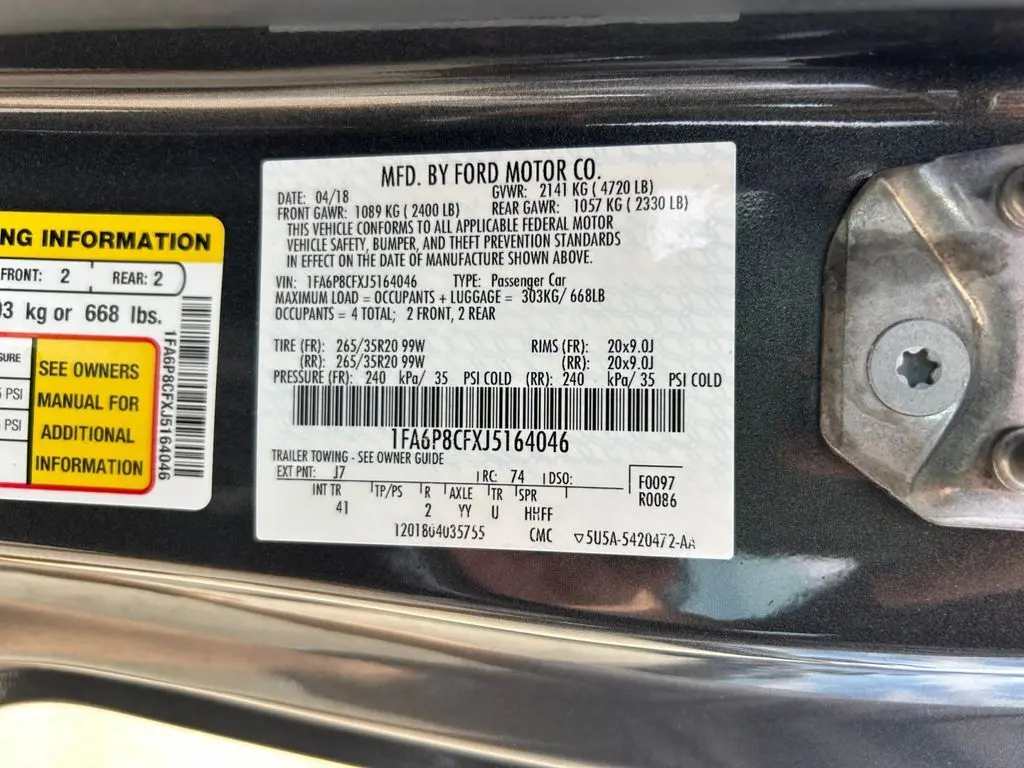 NG INFORMATION
FRONT: 2 REAR: 2
03 kg or 668 lbs.
SURE
5 PSI
5 PSI
SEE OWNERS
MANUAL FOR
ADDITIONAL
INFORMATION
1FA6P8CFXJ5164046
MFD. BY FORD MOTOR CO.
DATE: 04/18 GVWR: 2141 KG ( 4720 LB)
FRONT GAWR: 1089 KG ( 2400 LB) REAR GAWR: 1057 KG ( 2330 LB)
THIS VEHICLE CONFORMS TO ALL APPLICABLE FEDERAL MOTOR
VEHICLE SAFETY, BUMPER, AND THEFT PREVENTION STANDARDS
IN EFFECT ON THE DATE OF MANUFACTURE SHOWN ABOVE.
VIN: 1FA6P8CFXJ5164046 TYPE: Passenger Car
MAXIMUM LOAD = OCCUPANTS + LUGGAGE = 303KG/ 668LB
OCCUPANTS = 4 TOTAL; 2 FRONT, 2 REAR
TIRE (FR): 265/35R20 99W RIMS (FR): 20x9.0J
(RR): 265/35R20 99W (RR): 20x9.0J
PRESSURE (FR): 240 kPa/ 35 PSI COLD (RR): 240 kPa/ 35 PSI COLD
1FA6P8CFXJ5164046
TRAILER TOWING - SEE OWNER GUIDE
EXT PNT: J7 RC: 74 DSO: F0097
R0086
INT TR TP/PS R AXLE TR SPR
41 2 YY U HHFF
1201804035755 CMC ▽5U5A-5420472-AA